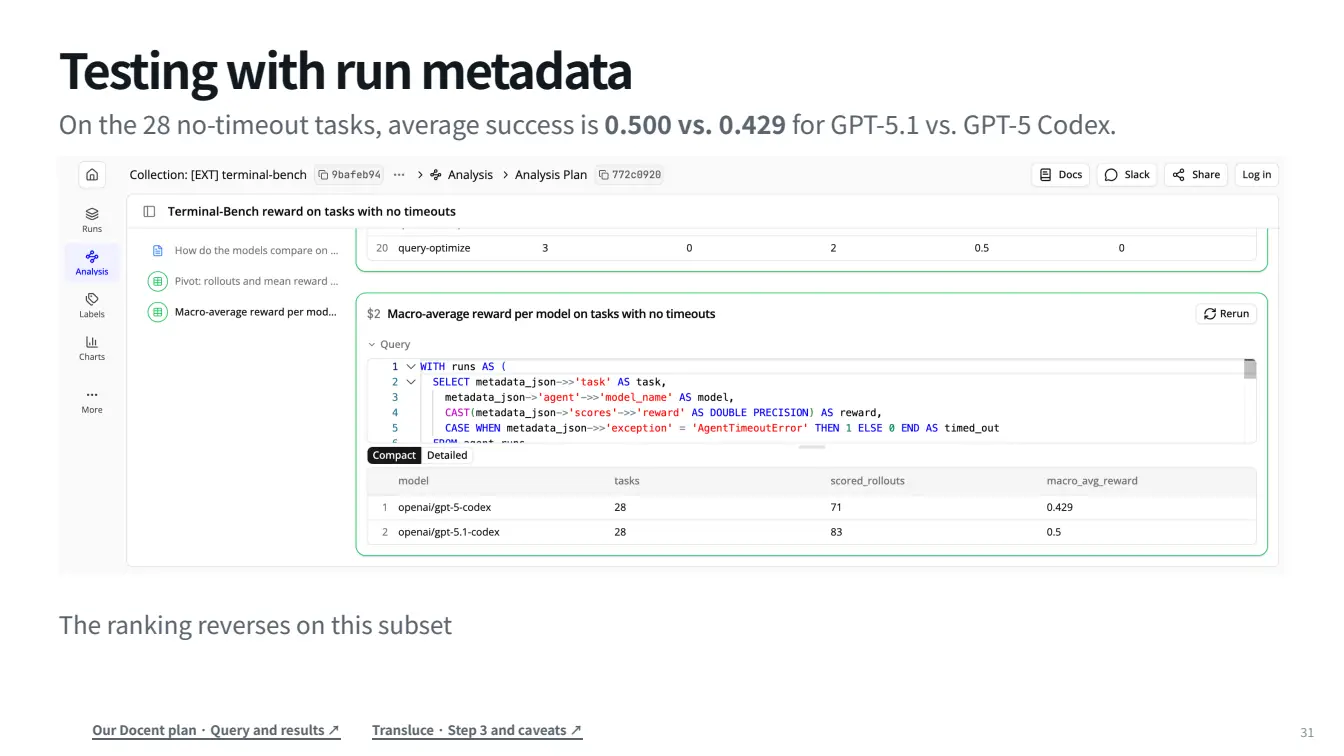 Testing with run metadata
On the 28 no-timeout tasks, average success is 0.500 vs. 0.429 for GPT-5.1 vs. GPT-5 Codex.
Collection: [EXT] terminal-bench 9bafeb94 ··· > Analysis > Analysis Plan 772c0920
Docs Slack Share Log in
Runs
Analysis
Labels
Charts
More
Terminal-Bench reward on tasks with no timeouts
How do the models compare on ...
Pivot: rollouts and mean reward ...
Macro-average reward per mod...
20 query-optimize 3 0 2 0.5 0
$2 Macro-average reward per model on tasks with no timeouts Rerun
Query
1 WITH runs AS (
2 SELECT metadata_json->>'task' AS task,
3 metadata_json->'agent'->>'model_name' AS model,
4 CAST(metadata_json->'scores'->>'reward' AS DOUBLE PRECISION) AS reward,
5 CASE WHEN metadata_json->>'exception' = 'AgentTimeoutError' THEN 1 ELSE 0 END AS timed_out
6 FROM agent_runs
Compact Detailed
model tasks scored_rollouts macro_avg_reward
1 openai/gpt-5-codex 28 71 0.429
2 openai/gpt-5.1-codex 28 83 0.5
The ranking reverses on this subset
Our Docent plan · Query and results ↗ Transluce · Step 3 and caveats ↗
31